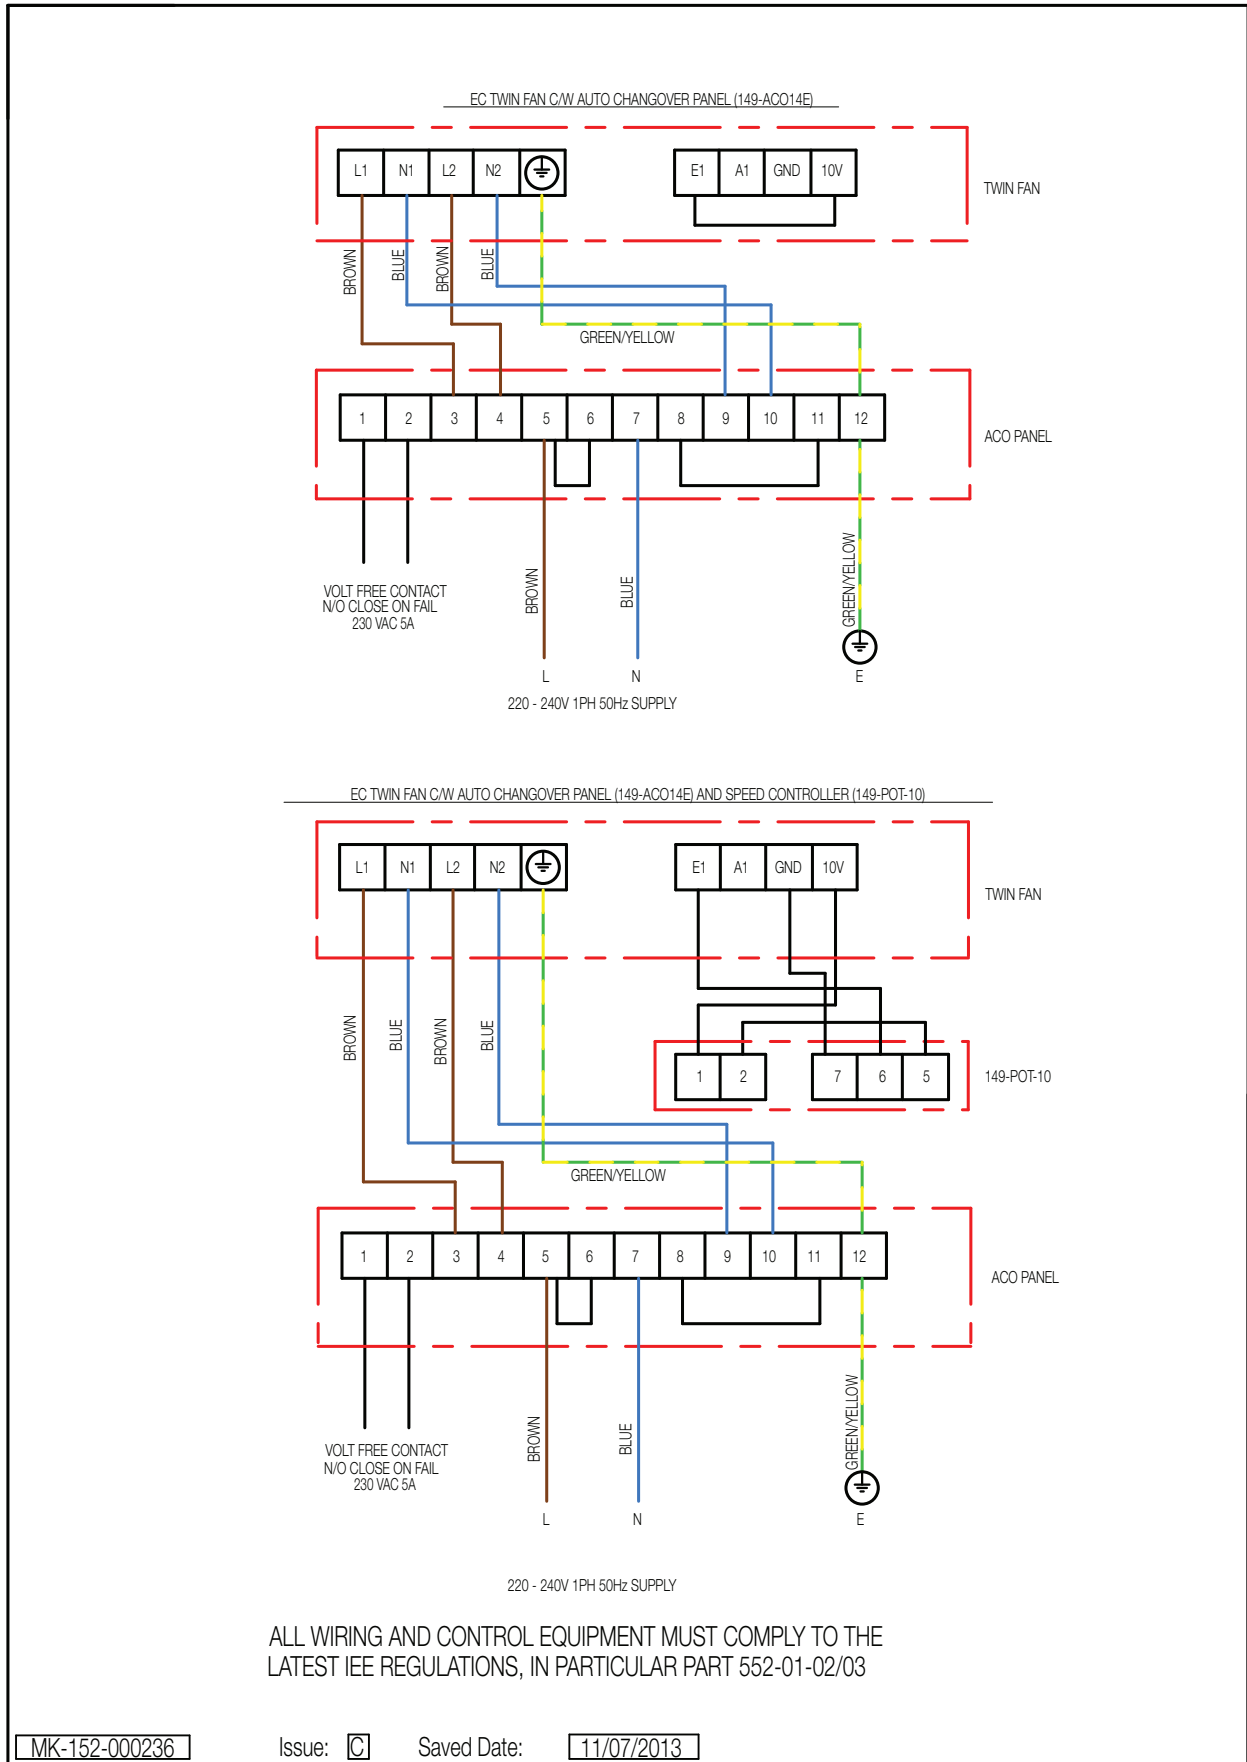 EC TWIN FAN C/W AUTO CHANGOVER PANEL (149-ACO14E)
L1 N1 L2 N2 E1 A1 GND 10V
TWIN FAN
BROWN BLUE BROWN BLUE
GREEN/YELLOW
1 2 3 4 5 6 7 8 9 10 11 12
ACO PANEL
BROWN BLUE GREEN/YELLOW
VOLT FREE CONTACT
N/O CLOSE ON FAIL
230 VAC 5A
L N E
220 - 240V 1PH 50Hz SUPPLY
EC TWIN FAN C/W AUTO CHANGOVER PANEL (149-ACO14E) AND SPEED CONTROLLER (149-POT-10)
L1 N1 L2 N2 E1 A1 GND 10V
TWIN FAN
BROWN BLUE BROWN BLUE
1 2 7 6 5
149-POT-10
GREEN/YELLOW
1 2 3 4 5 6 7 8 9 10 11 12
ACO PANEL
BROWN BLUE GREEN/YELLOW
VOLT FREE CONTACT
N/O CLOSE ON FAIL
230 VAC 5A
L N E
220 - 240V 1PH 50Hz SUPPLY
ALL WIRING AND CONTROL EQUIPMENT MUST COMPLY TO THE
LATEST IEE REGULATIONS, IN PARTICULAR PART 552-01-02/03
MK-152-000236 Issue: C Saved Date: 11/07/2013